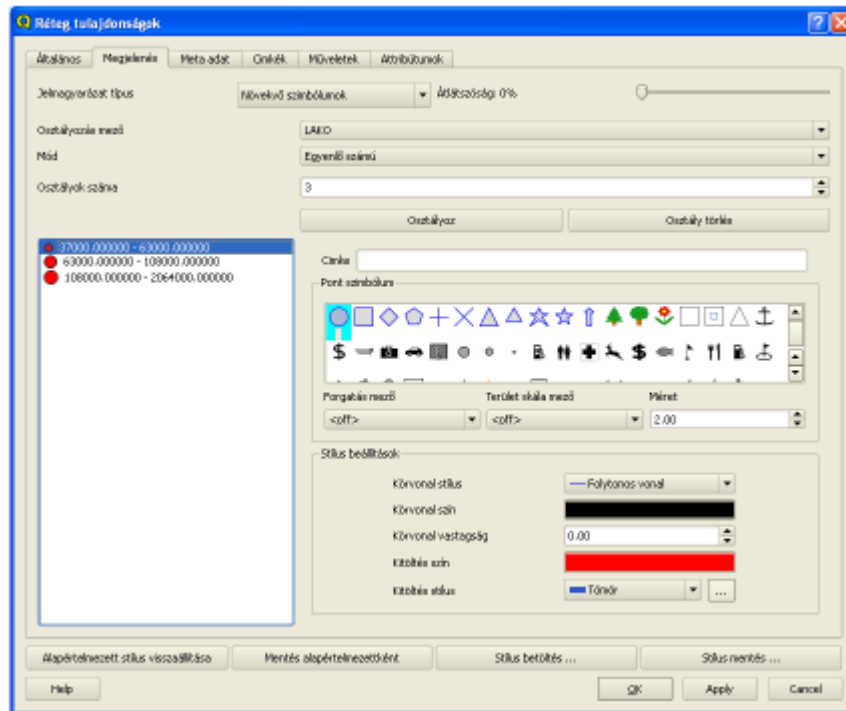 Réteg tulajdonságok
Általános Megjelenés Meta adat Cimkék Műveletek Attribútumok
Jelmagyarázat típus Növekvő szimbólumok Átlátszóság: 0%
Osztályozás mező LAKO
Mód Egyenlő számú
Osztályok száma 3
Osztályoz Osztály törlés
37000.000000 - 63000.000000
63000.000000 - 108000.000000
108000.000000 - 2064000.000000
Cimke
Pont szimbólum
Forgatás mező Terület skála mező Méret
<off> <off> 2.00
Stílus beállítások
Körvonal stílus Folytonos vonal
Körvonal szín
Körvonal vastagság 0.00
Kitöltés szín
Kitöltés stílus Tömör ...
Alapértelmezett stílus visszaállítása Mentés alapértelmezettként Stílus betöltés ... Stílus mentés ...
Help OK Apply Cancel